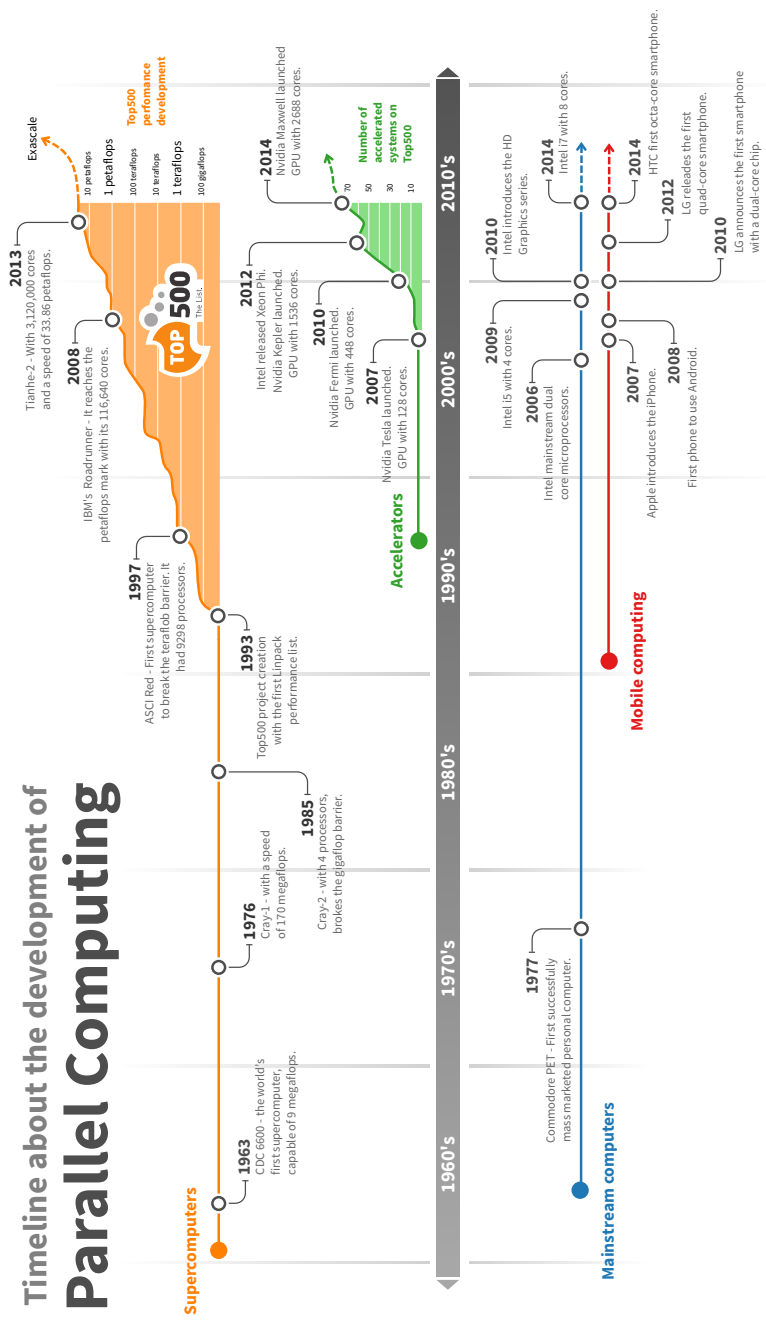 Timeline about the development of
Parallel Computing
Supercomputers
1963
CDC 6600 - the world's
first supercomputer,
capable of 9 megaflops.
1976
Cray-1 - with a speed
of 170 megaflops.
1985
Cray-2 - with 4 processors,
brokes the gigaflop barrier.
1993
Top500 project creation
with the first Linpack
performance list.
1997
ASCI Red - First supercomputer
to break the teraflob barrier. It
had 9298 processors.
2008
IBM's Roadrunner - It reaches the
petaflops mark with its 116,640 cores.
2013
Tianhe-2 - With 3,120,000 cores
and a speed of 33.86 petaflops.
Exascale
10 petaflops
1 petaflops
100 teraflops
10 teraflops
1 teraflops
100 gigaflops
Top500
perfomance
development
TOP 500
The List.
Accelerators
2007
Nvidia Tesla launched.
GPU with 128 cores.
2010
Nvidia Fermi launched.
GPU with 448 cores.
2012
Intel released Xeon Phi.
Nvidia Kepler launched.
GPU with 1536 cores.
2014
Nvidia Maxwell launched
GPU with 2688 cores.
70
50
30
10
Number of
accelerated
systems on
Top500
1960's
1970's
1980's
1990's
2000's
2010's
Mainstream computers
1977
Commodore PET - First successfully
mass marketed personal computer.
2006
Intel mainstream dual
core microprocessors.
2009
Intel i5 with 4 cores.
2010
Intel introduces the HD
Graphics series.
2014
Intel i7 with 8 cores.
Mobile computing
2007
Apple introduces the iPhone.
2008
First phone to use Android.
2010
LG announces the first smartphone
with a dual-core chip.
2012
LG releades the first
quad-core smartphone.
2014
HTC first octa-core smartphone.